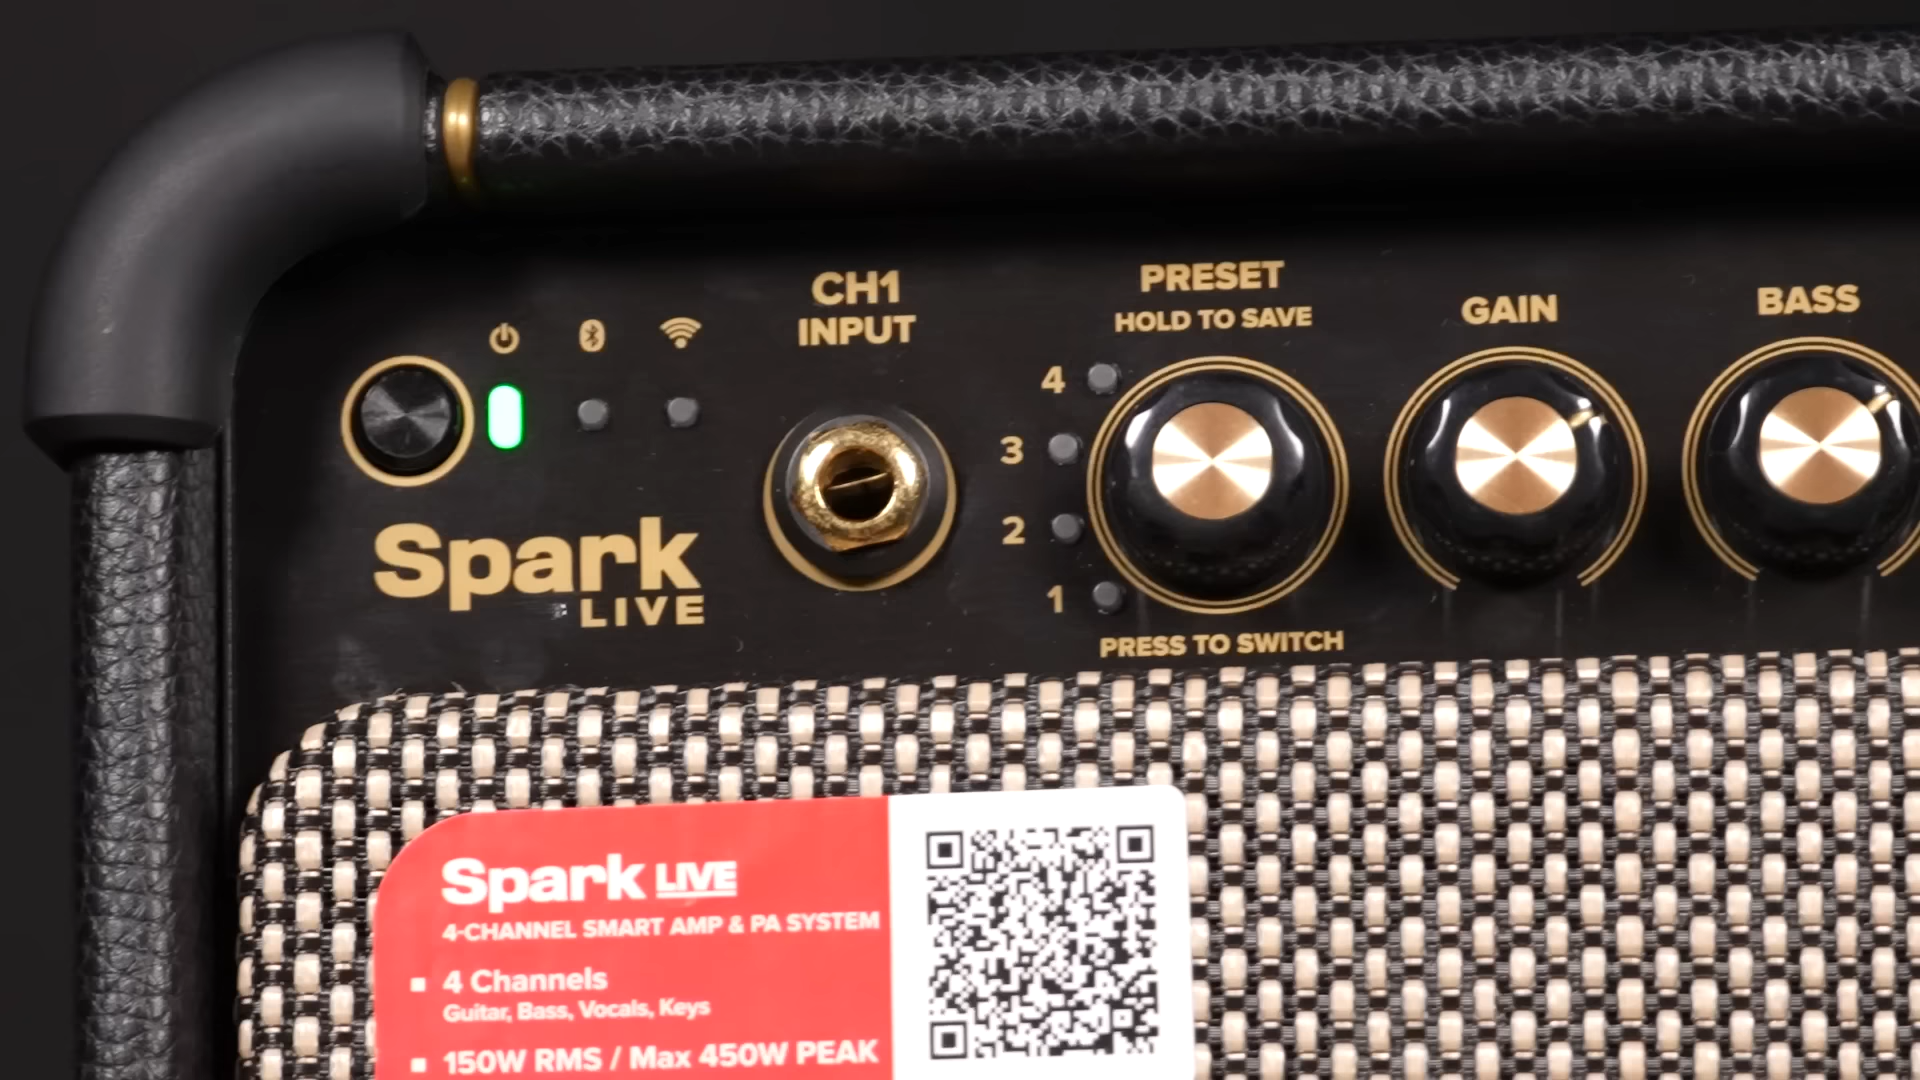 CH1
INPUT
PRESET
HOLD TO SAVE
GAIN
BASS
4
3
2
1
PRESS TO SWITCH
Spark
LIVE
Spark LIVE
4-CHANNEL SMART AMP & PA SYSTEM
4 Channels
Guitar, Bass, Vocals, Keys
150W RMS / Max 450W PEAK